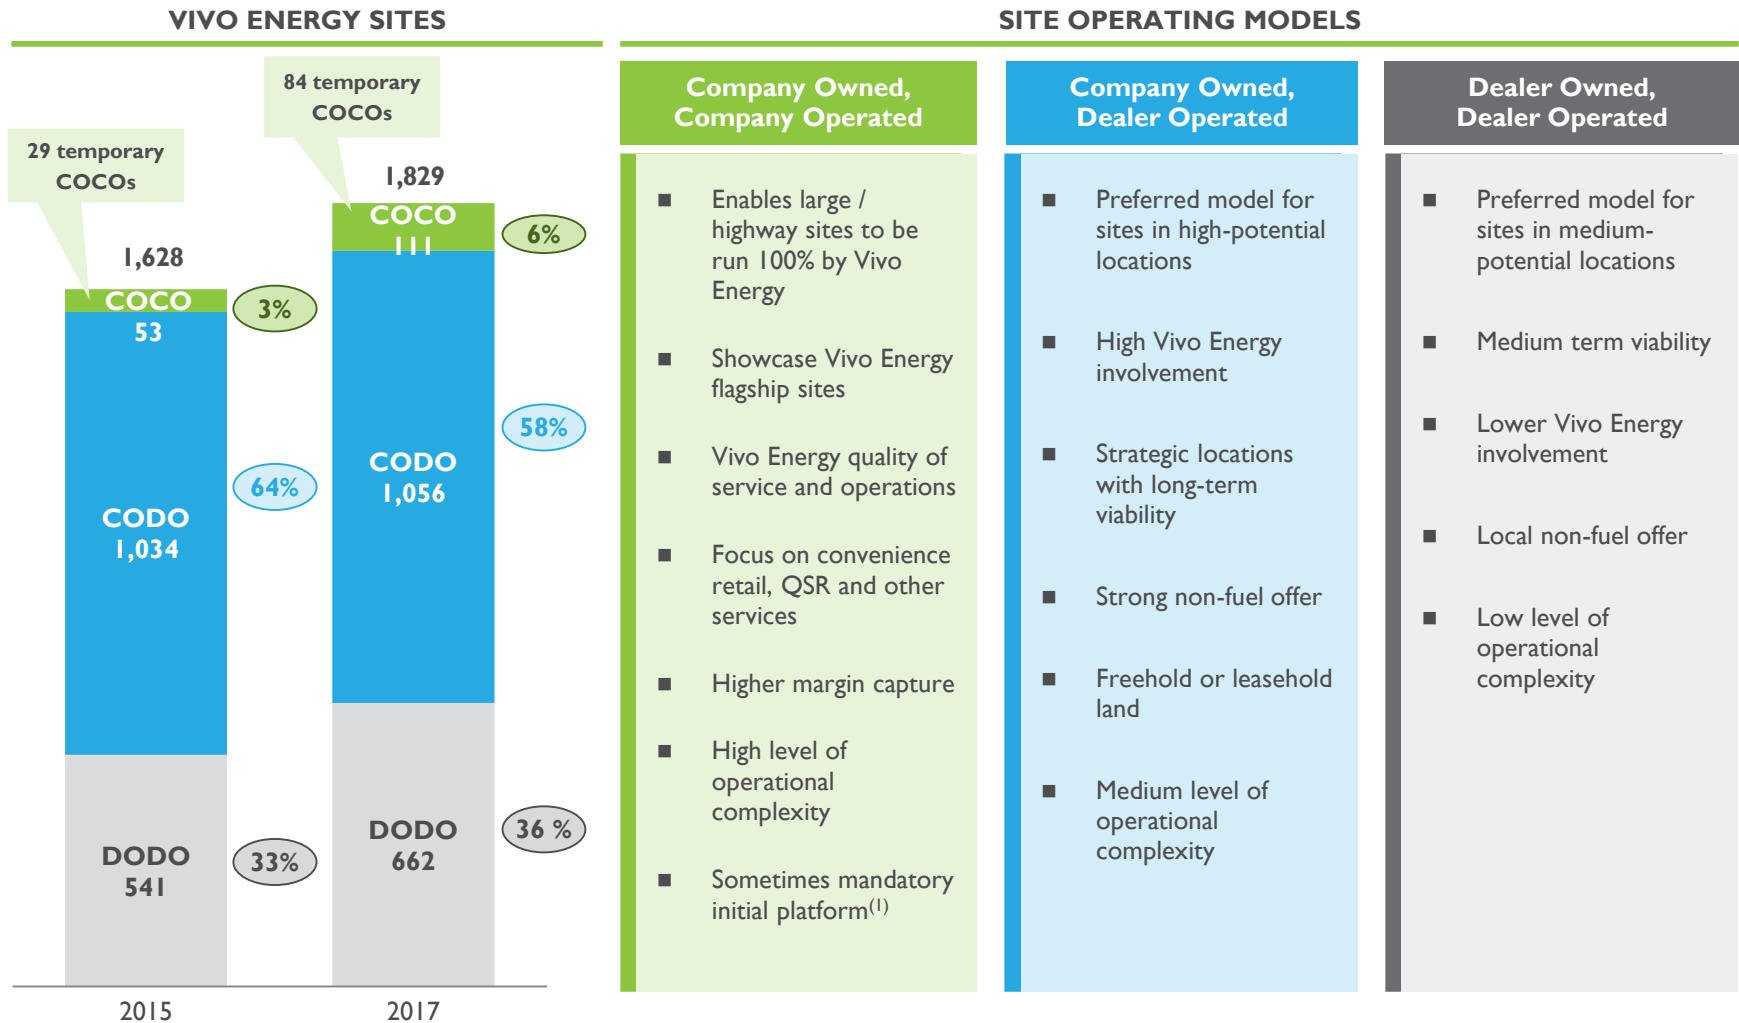 VIVO ENERGY SITES
84 temporary
COCOs
29 temporary
COCOs
1,628
COCO
53
3%
CODO
1,034
64%
DODO
541
33%
2015
1,829
COCO
111
6%
CODO
1,056
58%
DODO
662
36 %
2017
SITE OPERATING MODELS
Company Owned,
Company Operated
■ Enables large /
highway sites to be
run 100% by Vivo
Energy
■ Showcase Vivo Energy
flagship sites
■ Vivo Energy quality of
service and operations
■ Focus on convenience
retail, QSR and other
services
■ Higher margin capture
■ High level of
operational
complexity
■ Sometimes mandatory
initial platform(1)
Company Owned,
Dealer Operated
■ Preferred model for
sites in high-potential
locations
■ High Vivo Energy
involvement
■ Strategic locations
with long-term
viability
■ Strong non-fuel offer
■ Freehold or leasehold
land
■ Medium level of
operational
complexity
Dealer Owned,
Dealer Operated
■ Preferred model for
sites in medium-
potential locations
■ Medium term viability
■ Lower Vivo Energy
involvement
■ Local non-fuel offer
■ Low level of
operational
complexity